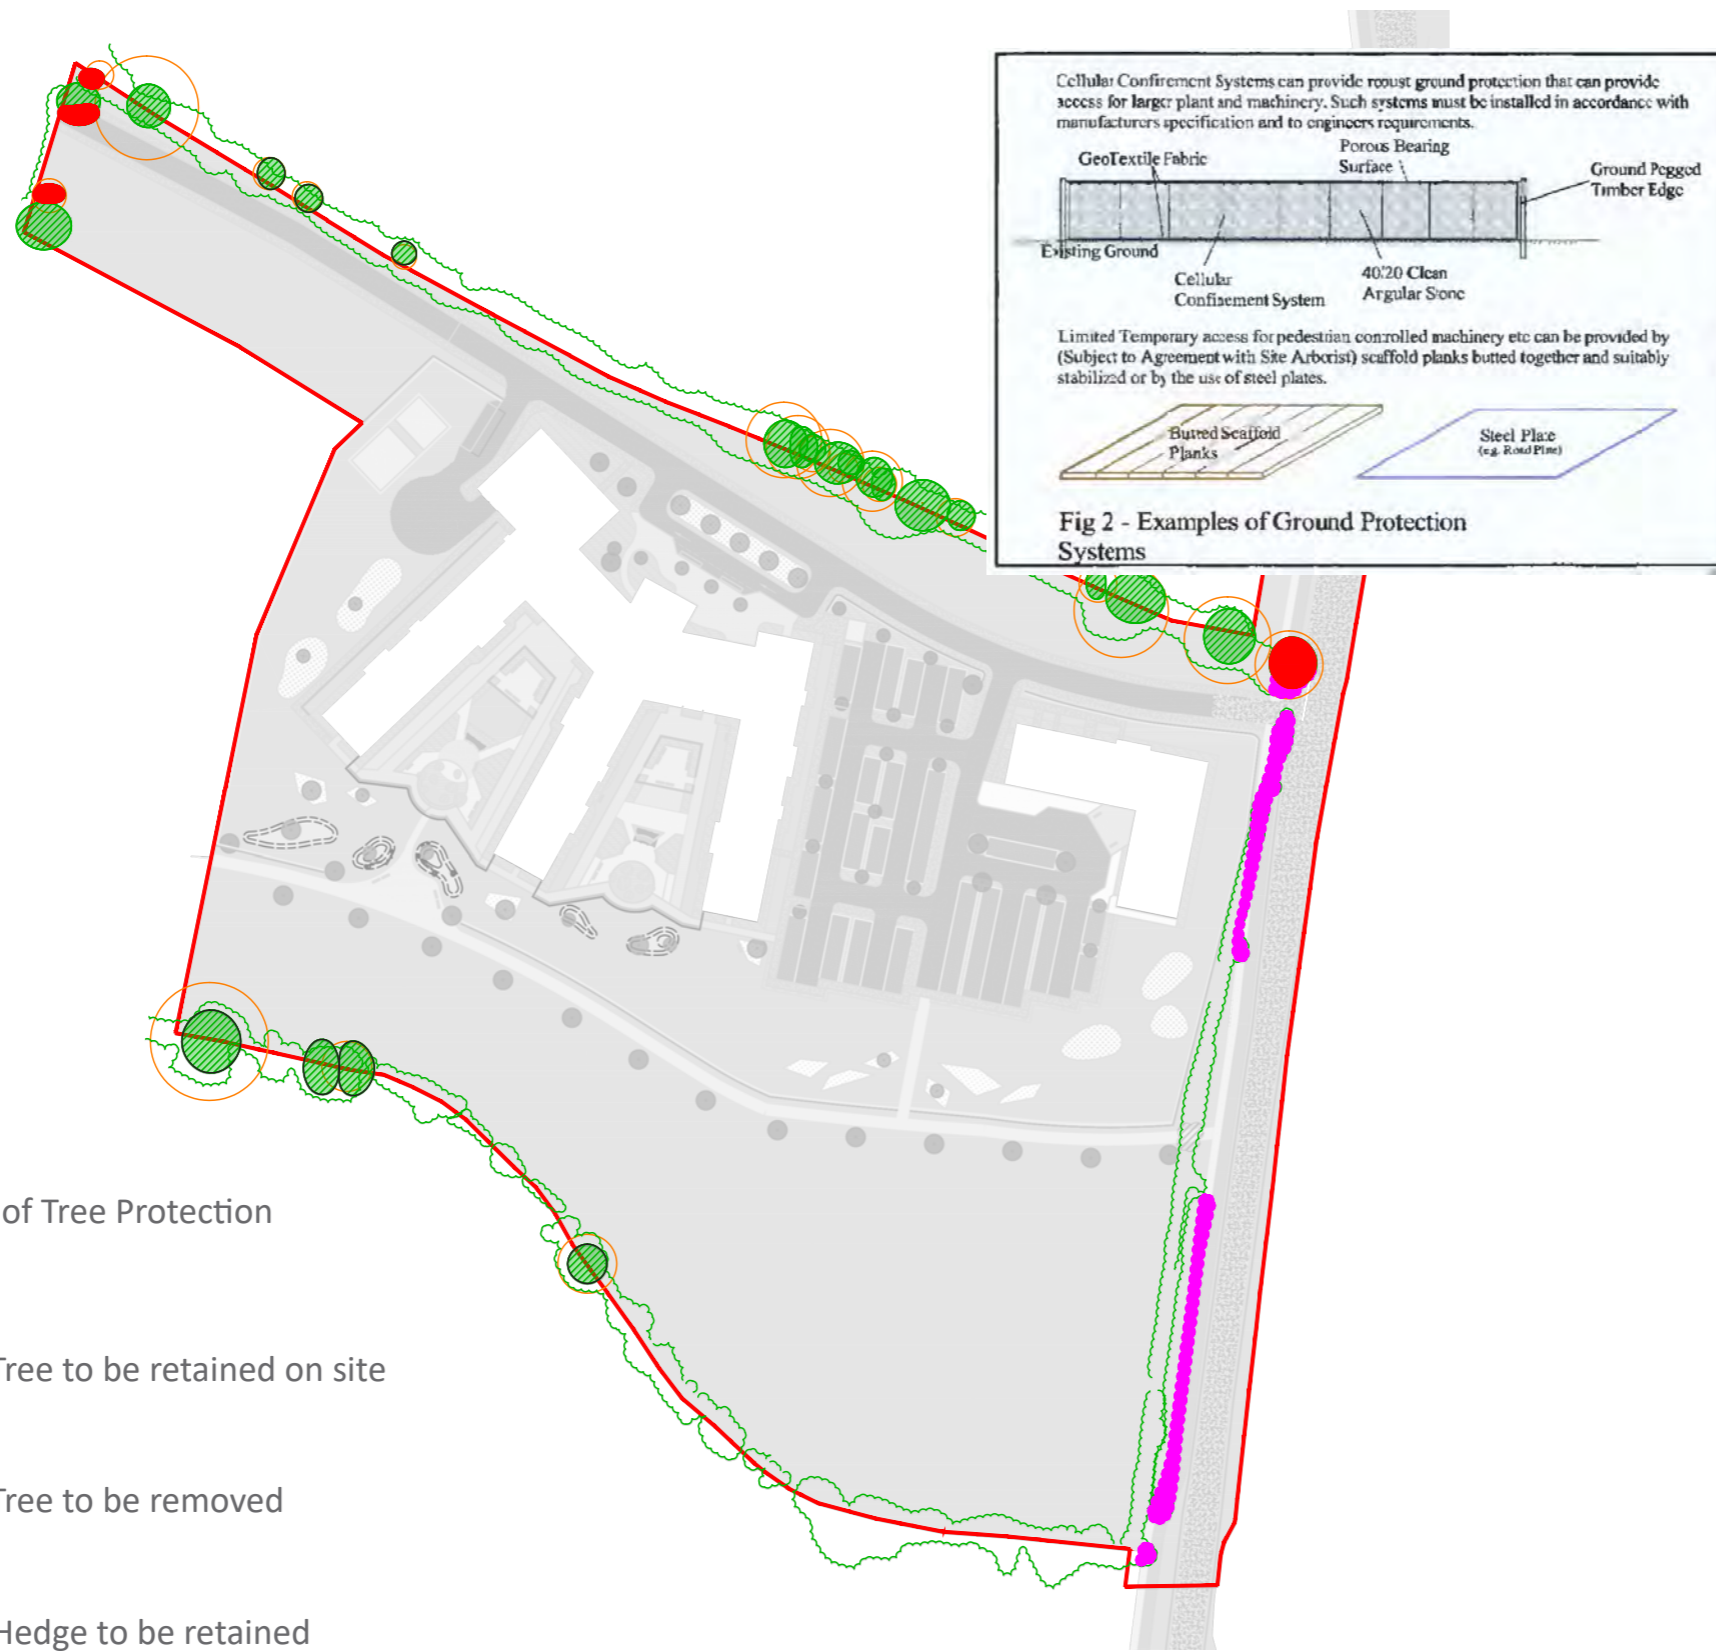 Cellular Confirement Systems can provide robust ground protection that can provide
access for larger plant and machinery. Such systems must be installed in accordance with
manufacturers specification and to engineers requirements.
GeoTextile Fabric
Porous Bearing
Surface
Ground Pegged
Timber Edge
Existing Ground
Cellular
Confinement System
40/20 Clean
Angular Stone
Limited Temporary access for pedestrian controlled machinery etc can be provided by
(Subject to Agreement with Site Arborist) scaffold planks butted together and suitably
stabilized or by the use of steel plates.
Butted Scaffold
Planks
Steel Plate
(e.g. Road Plate)
Fig 2 - Examples of Ground Protection
Systems
of Tree Protection
Tree to be retained on site
Tree to be removed
Hedge to be retained